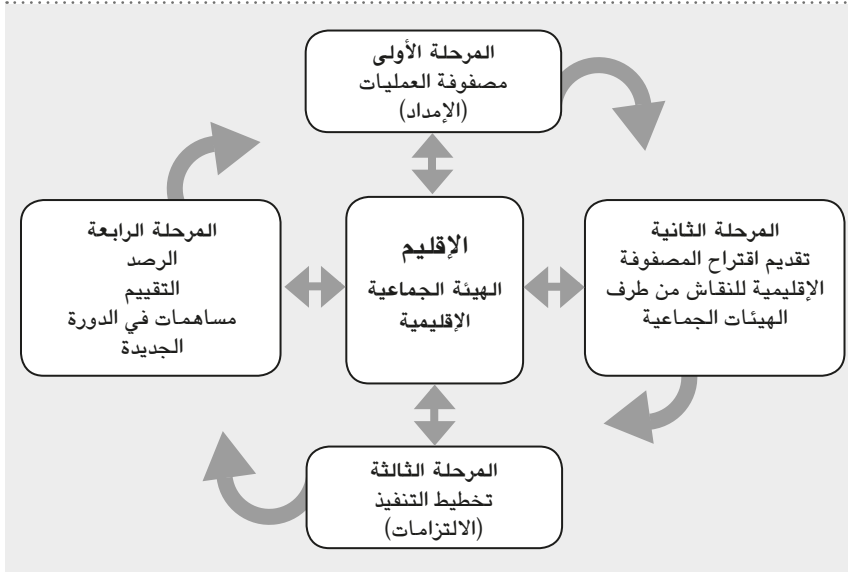 المرحلة الأولى
مصفوفة العمليات
(الإمداد)
المرحلة الثانية
تقديم اقتراح المصفوفة
الإقليمية للنقاش من طرف
الهيئات الجماعية
الإقليم
الهيئة الجماعية
الإقليمية
المرحلة الرابعة
الرصد
التقييم
مساهمات في الدورة
الجديدة
المرحلة الثالثة
تخطيط التنفيذ
(الالتزامات)